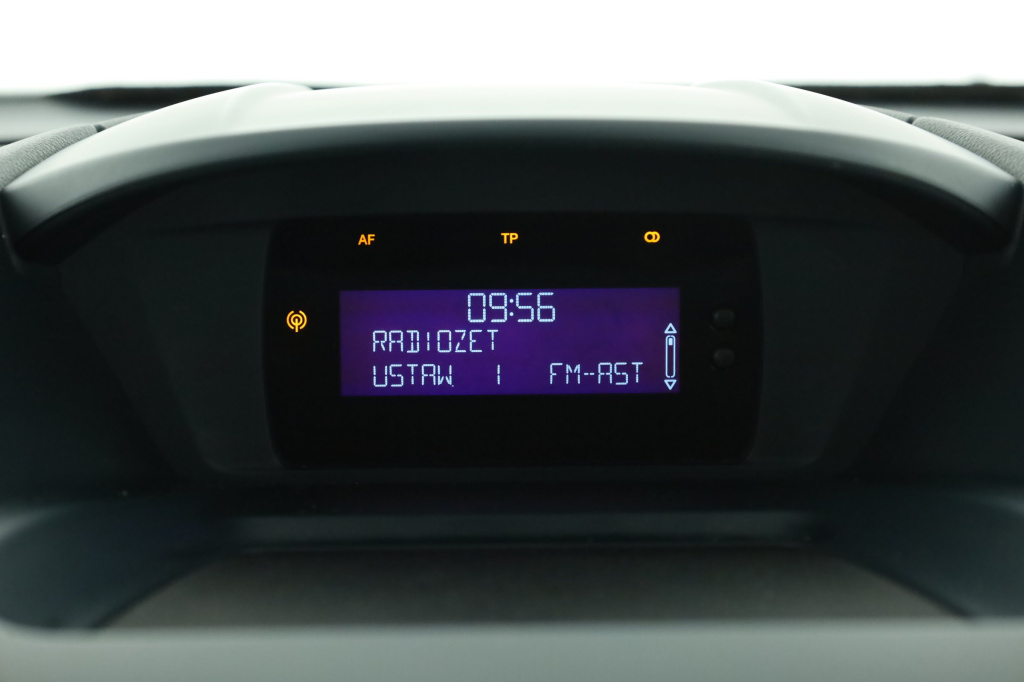 AF TP
09:56
RADIOZET
USTAW. 1 FM-AST